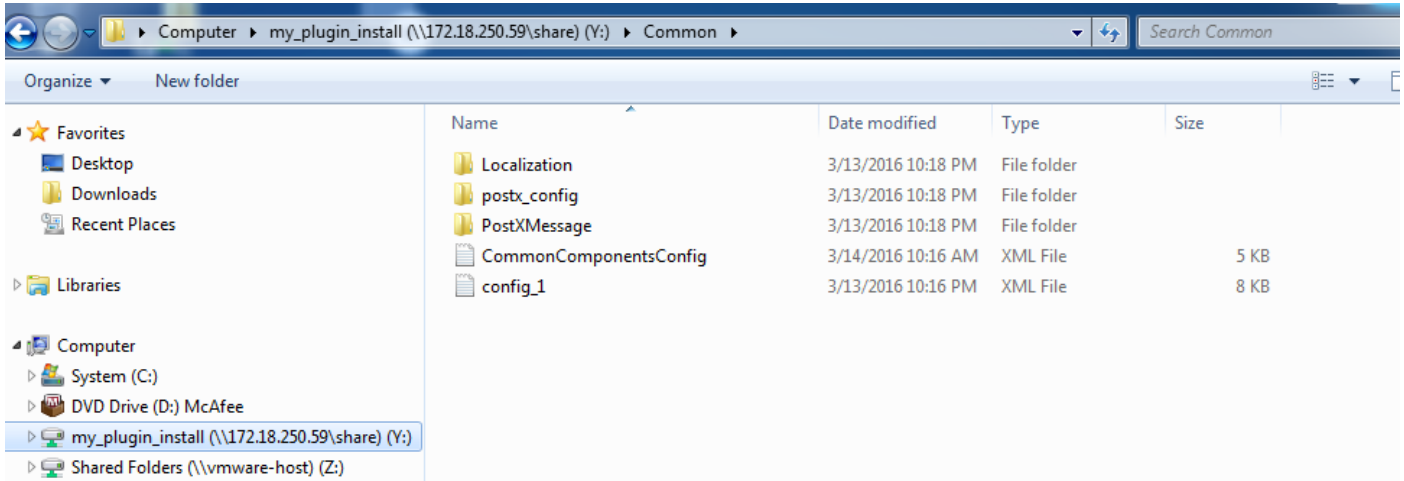 Computer my_plugin_install (\\172.18.250.59\share) (Y:) Common Search Common
Organize New folder
Favorites
Desktop
Downloads
Recent Places
Libraries
Computer
System (C:)
DVD Drive (D:) McAfee
my_plugin_install (\\172.18.250.59\share) (Y:)
Shared Folders (\\vmware-host) (Z:)
Name Date modified Type Size
Localization 3/13/2016 10:18 PM File folder
postx_config 3/13/2016 10:18 PM File folder
PostXMessage 3/13/2016 10:18 PM File folder
CommonComponentsConfig 3/14/2016 10:16 AM XML File 5 KB
config_1 3/13/2016 10:16 PM XML File 8 KB